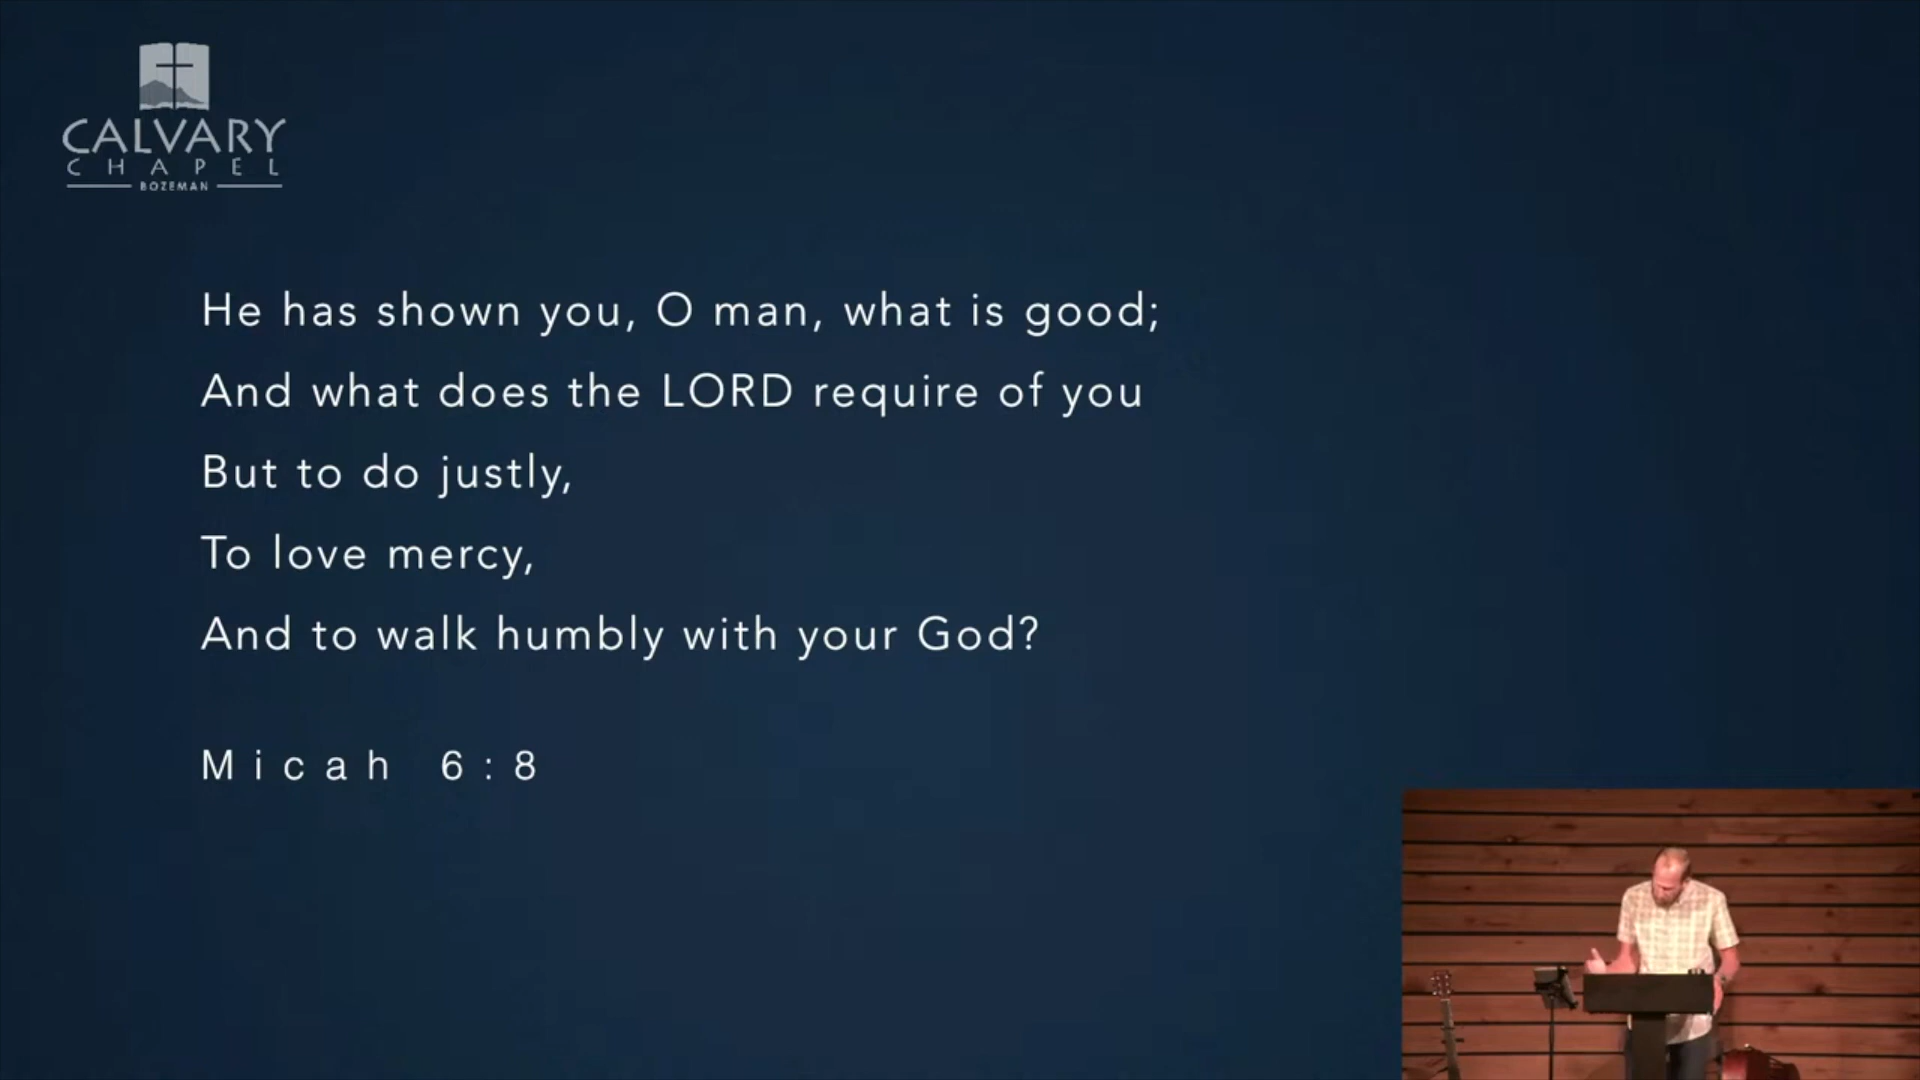 CALVARY
CHAPEL
BOZEMAN
He has shown you, O man, what is good;
And what does the LORD require of you
But to do justly,
To love mercy,
And to walk humbly with your God?
Micah 6:8